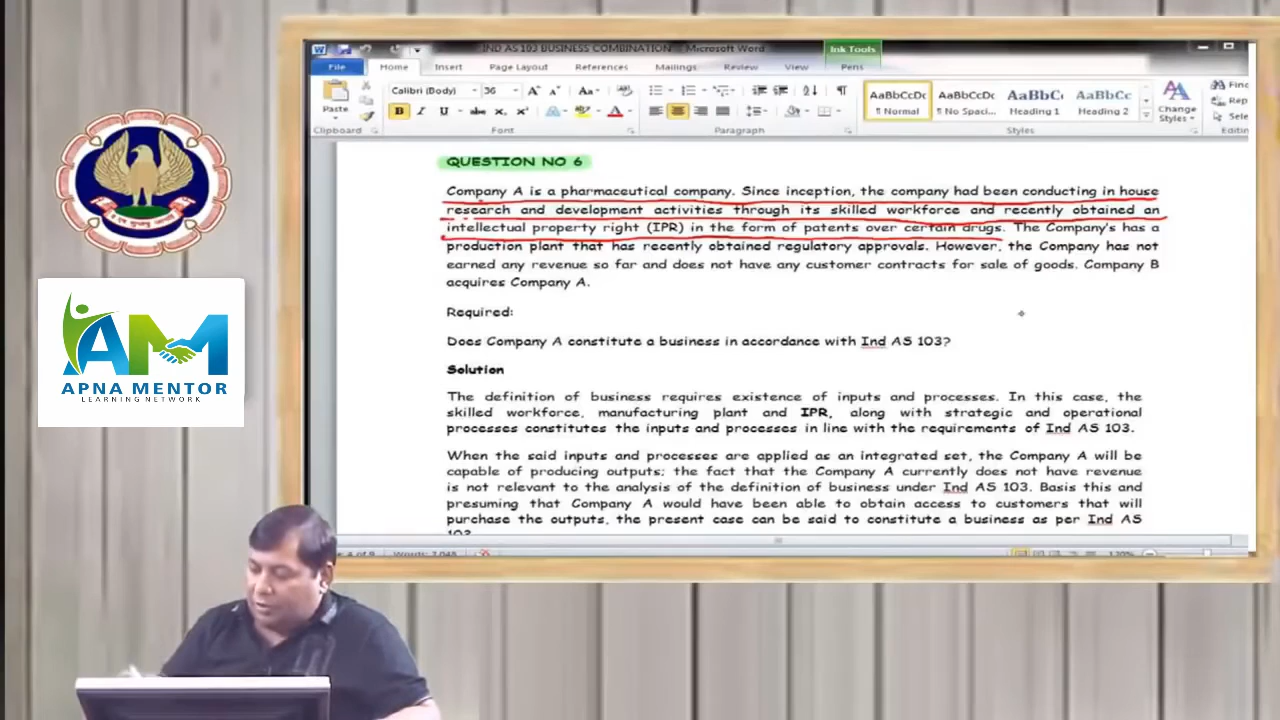 IND AS 103 BUSINESS COMBINATION - Microsoft Word
Ink Tools
File Home Insert Page Layout References Mailings Review View Pens
Calibri (Body) 36
Paste
AaBbCcDc AaBbCcDc AaBbC AaBbCc
¶ Normal ¶ No Spaci... Heading 1 Heading 2
Change
Styles
Find
Clipboard Font Paragraph Styles
QUESTION NO 6
Company A is a pharmaceutical company. Since inception, the company had been conducting in house
research and development activities through its skilled workforce and recently obtained an
intellectual property right (IPR) in the form of patents over certain drugs. The Company's has a
production plant that has recently obtained regulatory approvals. However, the Company has not
earned any revenue so far and does not have any customer contracts for sale of goods. Company B
acquires Company A.
Required:
Does Company A constitute a business in accordance with Ind AS 103?
Solution
The definition of business requires existence of inputs and processes. In this case, the
skilled workforce, manufacturing plant and IPR, along with strategic and operational
processes constitutes the inputs and processes in line with the requirements of Ind AS 103.
When the said inputs and processes are applied as an integrated set, the Company A will be
capable of producing outputs; the fact that the Company A currently does not have revenue
is not relevant to the analysis of the definition of business under Ind AS 103. Basis this and
presuming that Company A would have been able to obtain access to customers that will
purchase the outputs, the present case can be said to constitute a business as per Ind AS
103.
Words: 7,048
120%
AM
APNA MENTOR
LEARNING NETWORK